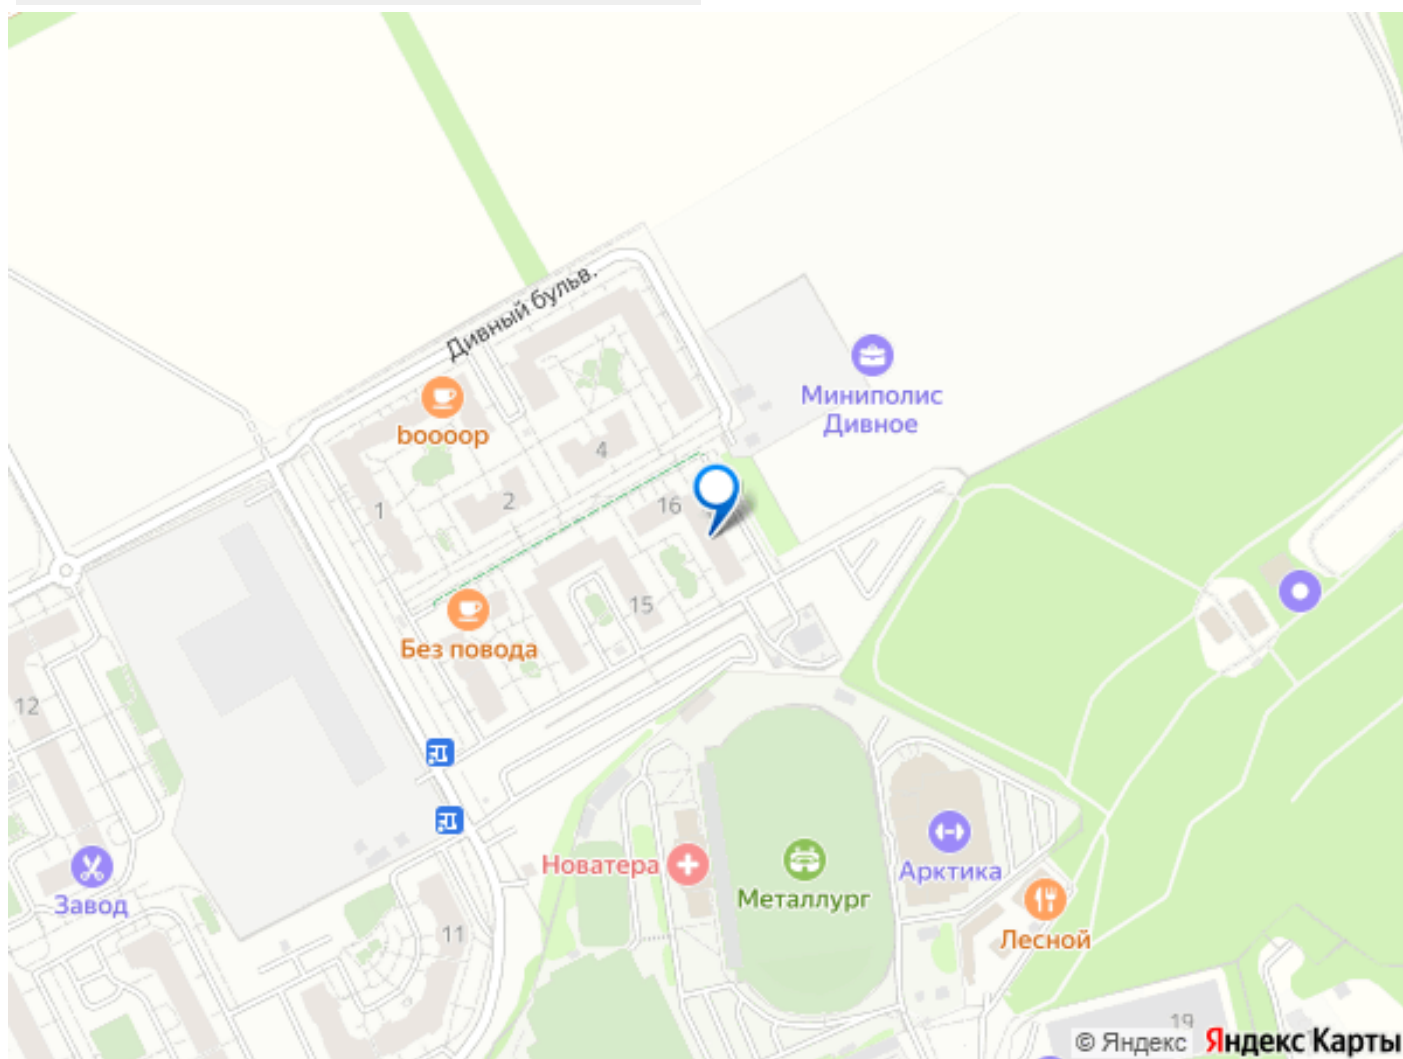 Дивный бульв.
boooop
Миниполис
Дивное
4
1
2
16
15
Без повода
12
Новатера
Металлург
Арктика
Завод
11
Лесной
19
© Яндекс Яндекс Карты